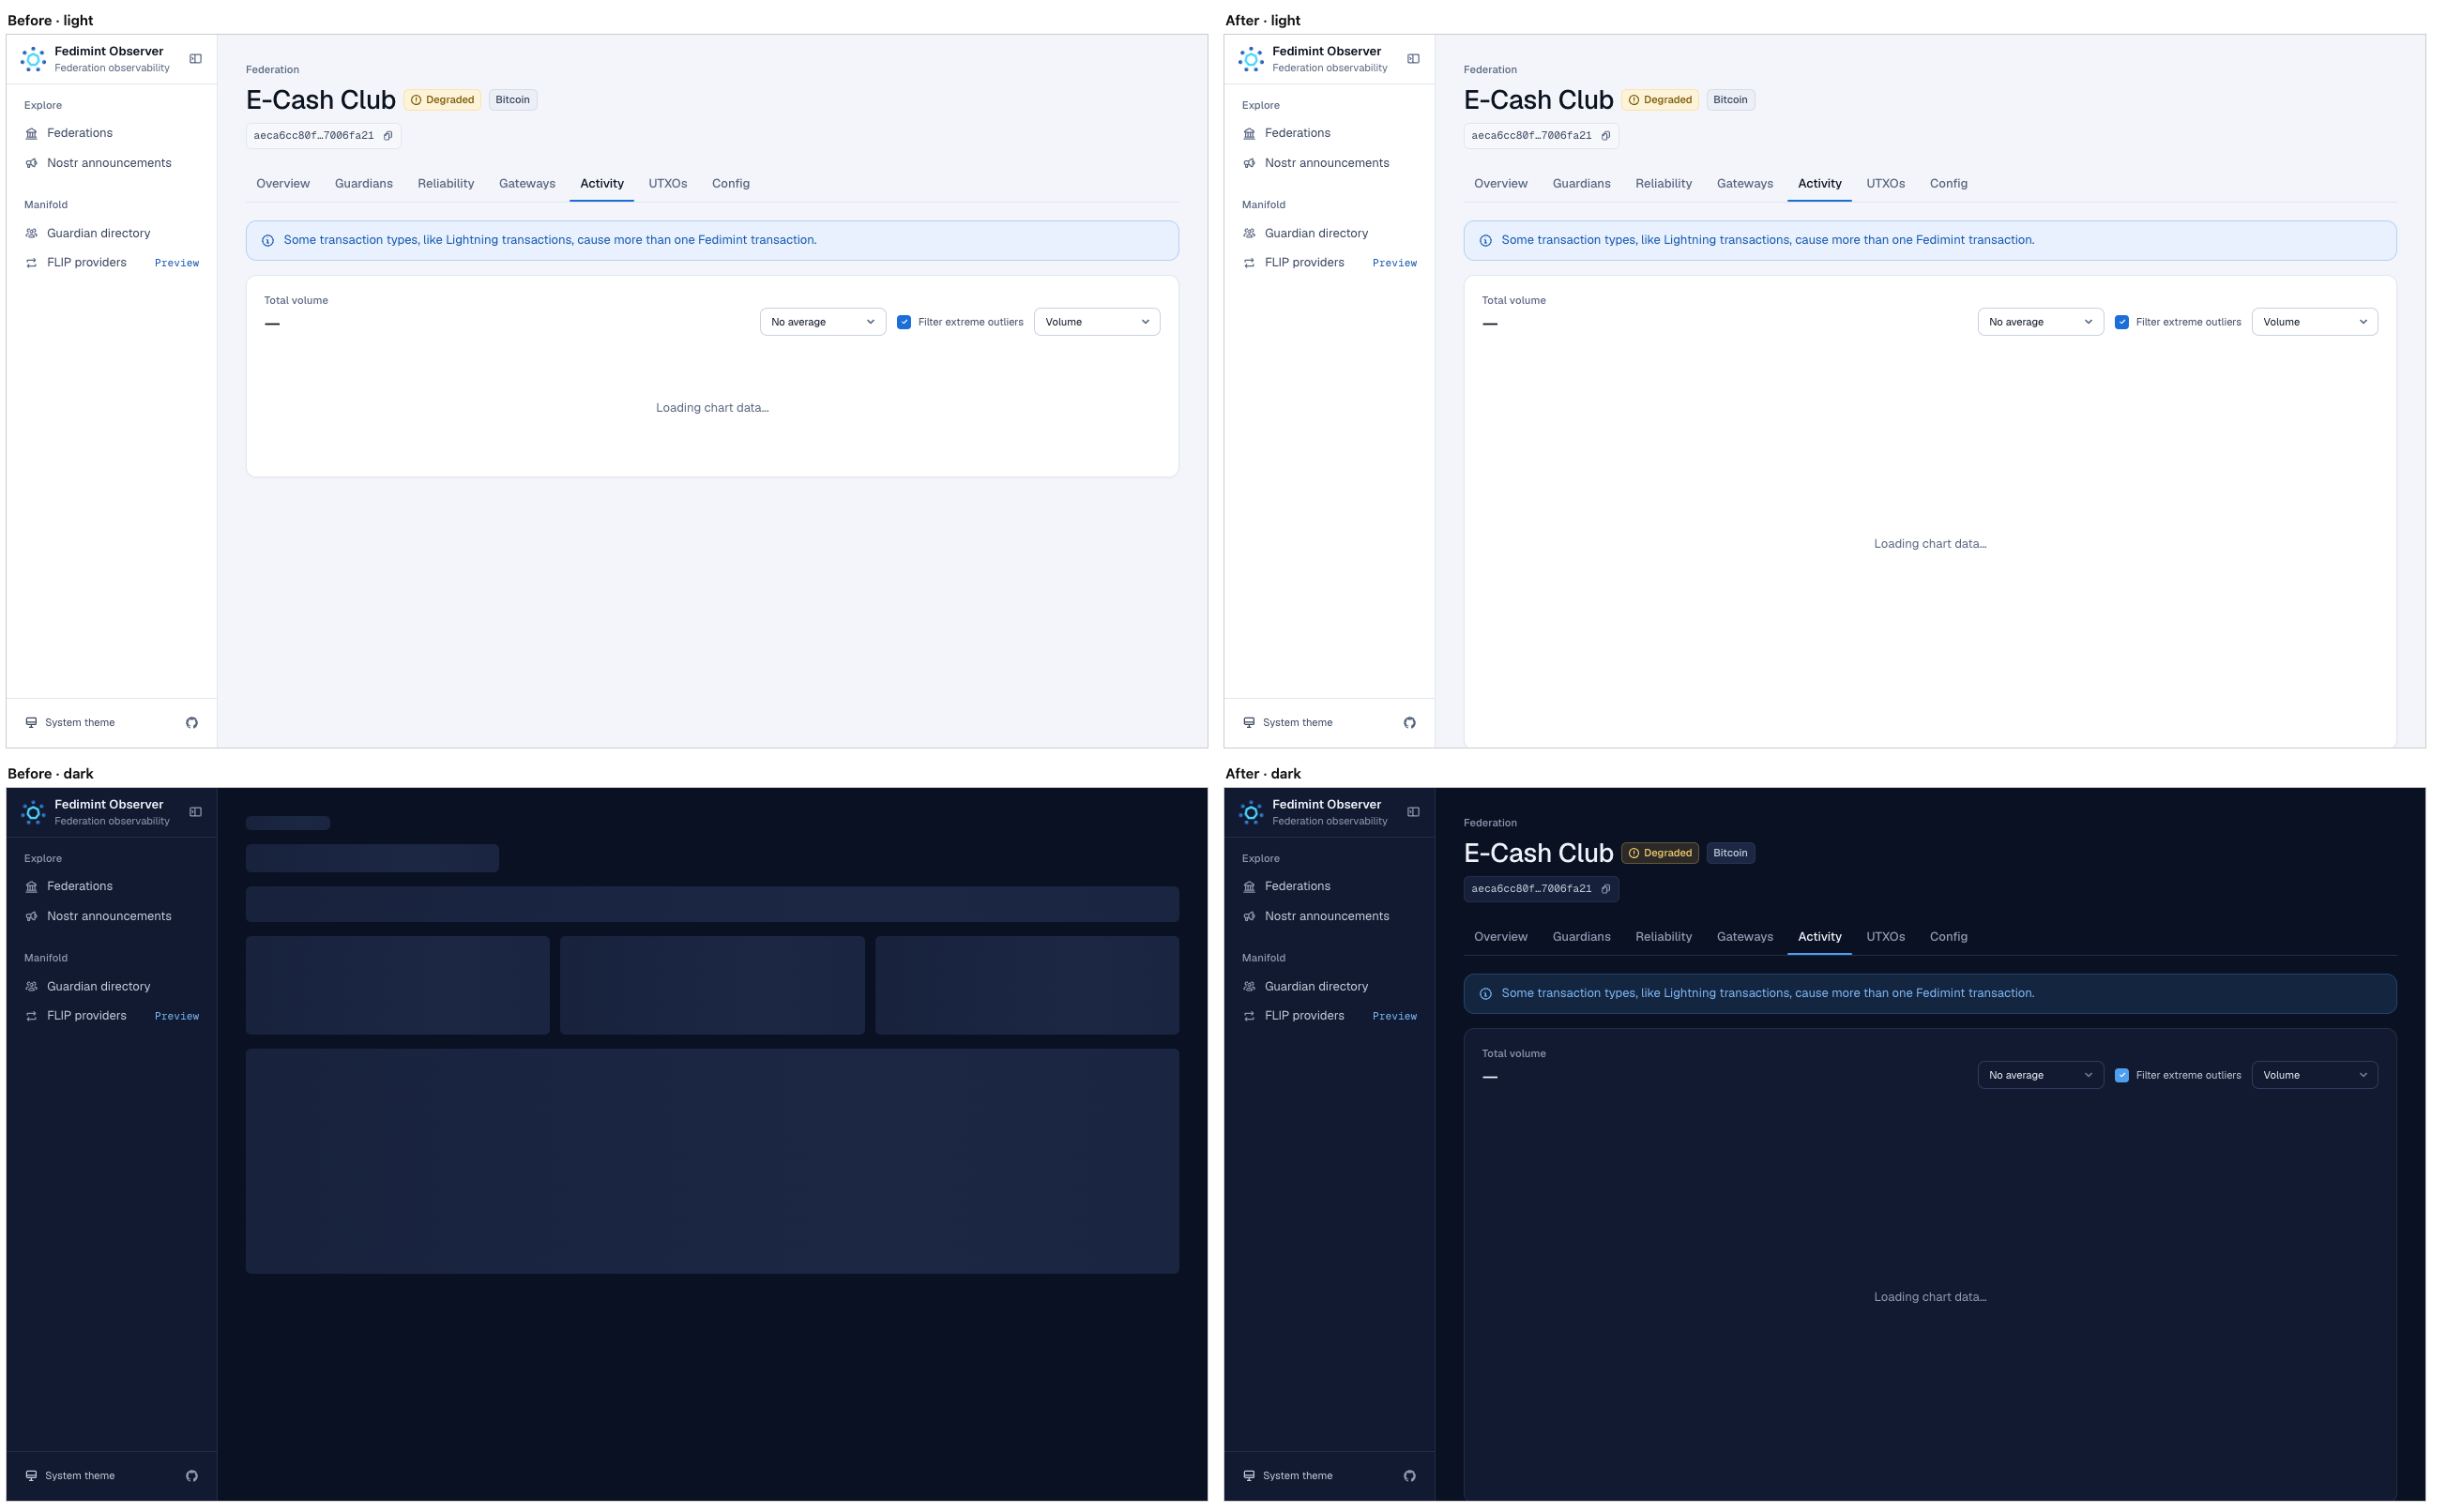 Before · light
Fedimint Observer
Federation observability
Explore
Federations
Nostr announcements
Manifold
Guardian directory
FLIP providers Preview
System theme
Federation
E-Cash Club Degraded Bitcoin
aeca6cc80f…7006fa21
Overview Guardians Reliability Gateways Activity UTXOs Config
Some transaction types, like Lightning transactions, cause more than one Fedimint transaction.
Total volume
—
No average Filter extreme outliers Volume
Loading chart data…
After · light
Fedimint Observer
Federation observability
Explore
Federations
Nostr announcements
Manifold
Guardian directory
FLIP providers Preview
System theme
Federation
E-Cash Club Degraded Bitcoin
aeca6cc80f…7006fa21
Overview Guardians Reliability Gateways Activity UTXOs Config
Some transaction types, like Lightning transactions, cause more than one Fedimint transaction.
Total volume
—
No average Filter extreme outliers Volume
Loading chart data…
Before · dark
Fedimint Observer
Federation observability
Explore
Federations
Nostr announcements
Manifold
Guardian directory
FLIP providers Preview
System theme
After · dark
Fedimint Observer
Federation observability
Explore
Federations
Nostr announcements
Manifold
Guardian directory
FLIP providers Preview
System theme
Federation
E-Cash Club Degraded Bitcoin
aeca6cc80f…7006fa21
Overview Guardians Reliability Gateways Activity UTXOs Config
Some transaction types, like Lightning transactions, cause more than one Fedimint transaction.
Total volume
—
No average Filter extreme outliers Volume
Loading chart data…